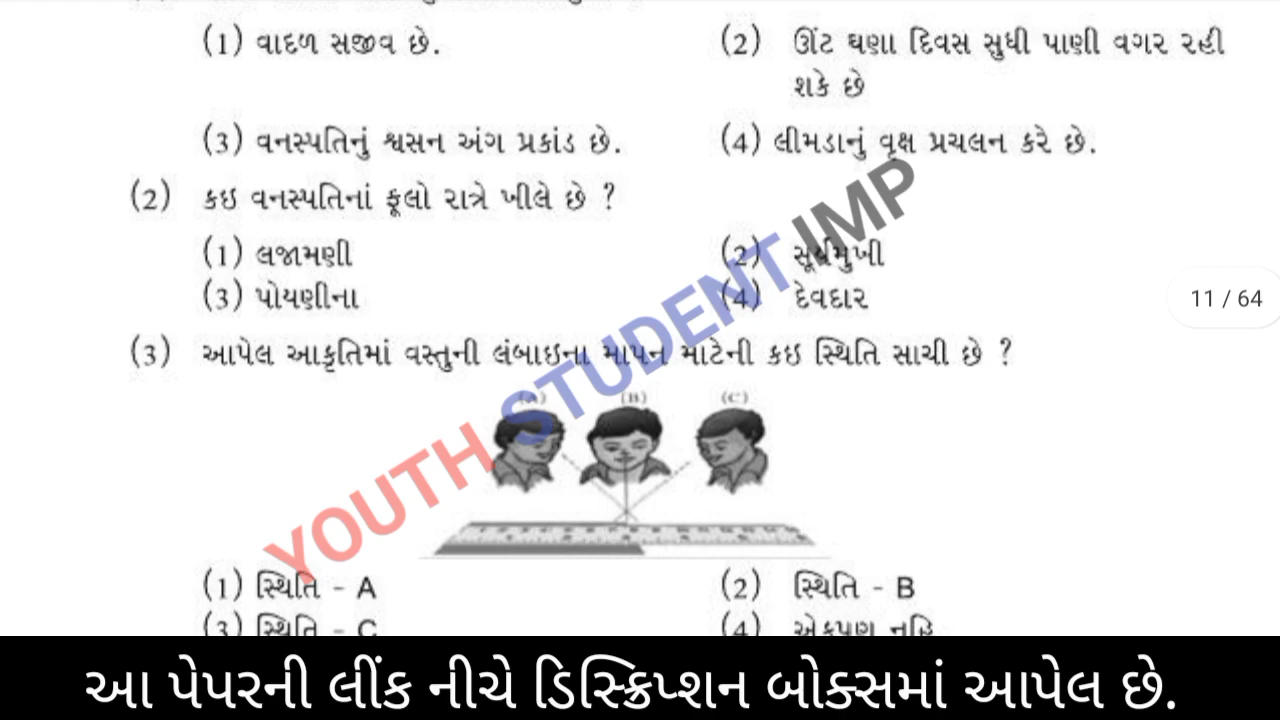 (1) વાદળ સજીવ છે. (2) ઊંટ ઘણા દિવસ સુધી પાણી વગર રહી
શકે છે
(3) વનસ્પતિનું શ્વસન અંગ પ્રકાંડ છે. (4) લીમડાનું વૃક્ષ પ્રચલન કરે છે.
(2) કઇ વનસ્પતિનાં ફૂલો રાત્રે ખીલે છે ?
(1) લજામણી (2) સૂર્યમુખી
(3) પોયણીના (4) દેવદાર
11 / 64
(3) આપેલ આકૃતિમાં વસ્તુની લંબાઇના માપન માટેની કઇ સ્થિતિ સાચી છે ?
(A) (B) (C)
YOUTH STUDENT IMP
(1) સ્થિતિ - A (2) સ્થિતિ - B
(3) સ્થિતિ - C (4) એકપણ નહિ
આ પેપરની લીંક નીચે ડિસ્ક્રિપ્શન બોક્સમાં આપેલ છે.